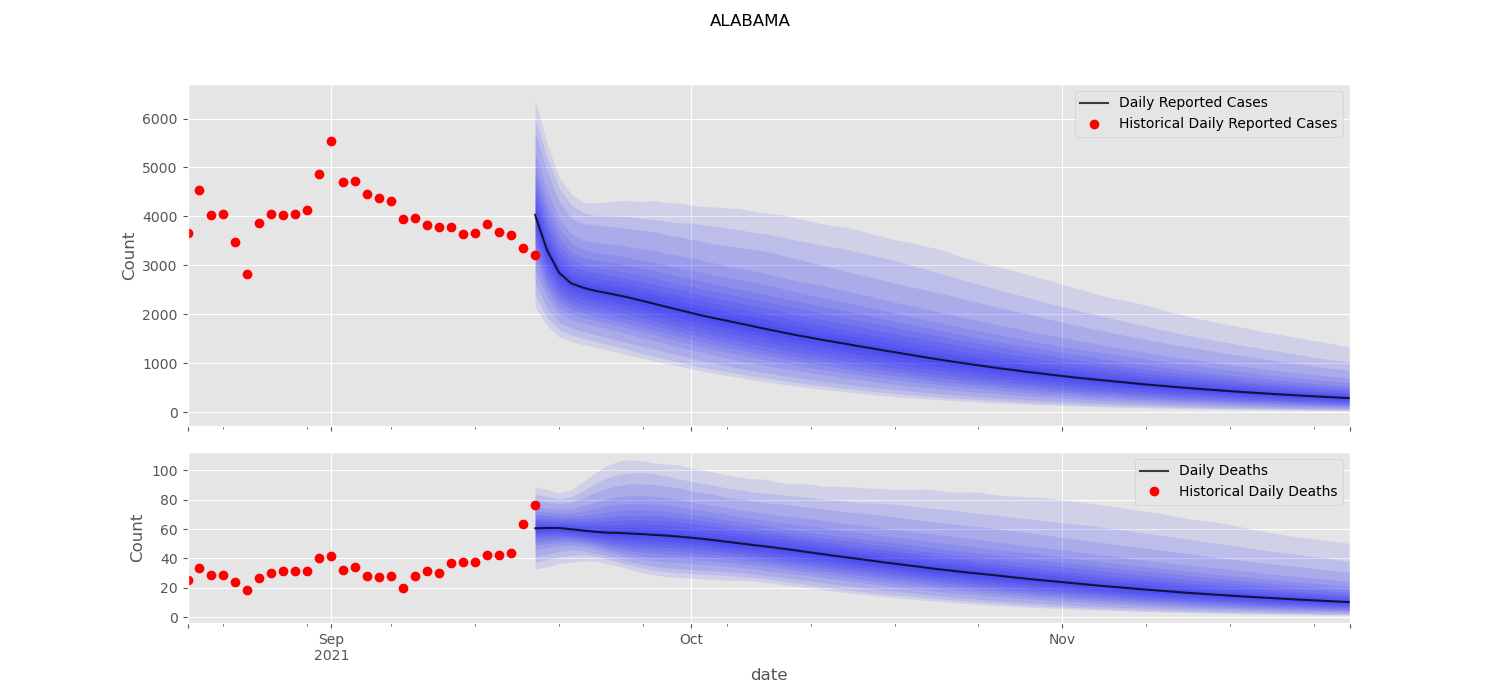 ALABAMA
Daily Reported Cases
Historical Daily Reported Cases
6000
5000
4000
3000
2000
1000
0
Count
Daily Deaths
Historical Daily Deaths
100
80
60
40
20
0
Count
Sep
2021
Oct
Nov
date